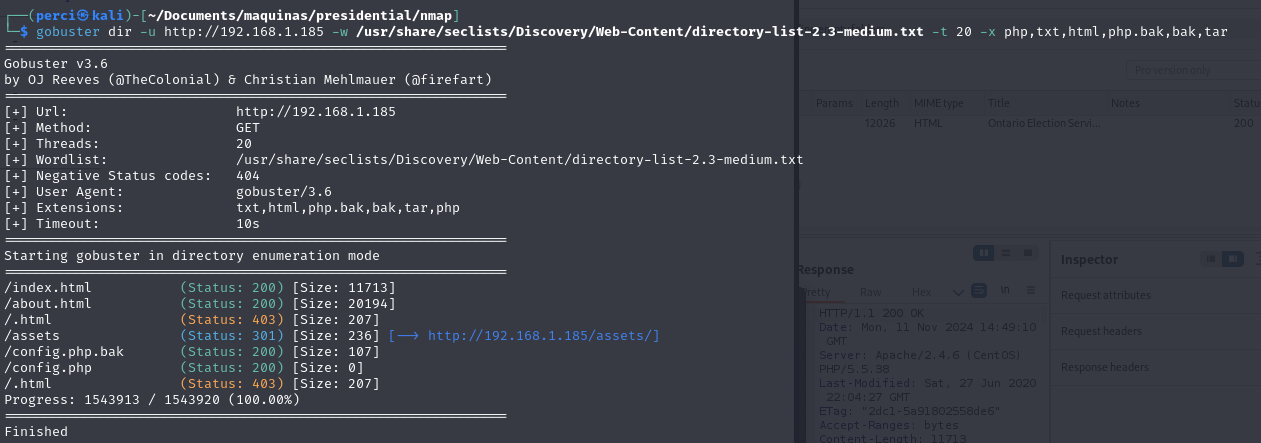 ┌──(perci㉿kali)-[~/Documents/maquinas/presidential/nmap]
└─$ gobuster dir -u http://192.168.1.185 -w /usr/share/seclists/Discovery/Web-Content/directory-list-2.3-medium.txt -t 20 -x php,txt,html,php.bak,bak,tar
===============================================================
Gobuster v3.6
by OJ Reeves (@TheColonial) & Christian Mehlmauer (@firefart)
===============================================================
[+] Url: http://192.168.1.185
[+] Method: GET
[+] Threads: 20
[+] Wordlist: /usr/share/seclists/Discovery/Web-Content/directory-list-2.3-medium.txt
[+] Negative Status codes: 404
[+] User Agent: gobuster/3.6
[+] Extensions: txt,html,php.bak,bak,tar,php
[+] Timeout: 10s
===============================================================
Starting gobuster in directory enumeration mode
===============================================================
/index.html (Status: 200) [Size: 11713]
/about.html (Status: 200) [Size: 20194]
/.html (Status: 403) [Size: 207]
/assets (Status: 301) [Size: 236] [--> http://192.168.1.185/assets/]
/config.php.bak (Status: 200) [Size: 107]
/config.php (Status: 200) [Size: 0]
/.html (Status: 403) [Size: 207]
Progress: 1543913 / 1543920 (100.00%)
===============================================================
Finished
Pro version only
Params Length MIME type Title Notes Statu
12026 HTML Ontario Election Servi... 200
Response
Pretty Raw Hex \n
HTTP/1.1 200 OK
Date: Mon, 11 Nov 2024 14:49:10
GMT
Server: Apache/2.4.6 (CentOS)
PHP/5.5.38
Last-Modified: Sat, 27 Jun 2020
22:04:27 GMT
ETag: "2dc1-5a91802558de6"
Accept-Ranges: bytes
Content-Length: 11713
Inspector
Request attributes
Request headers
Response headers